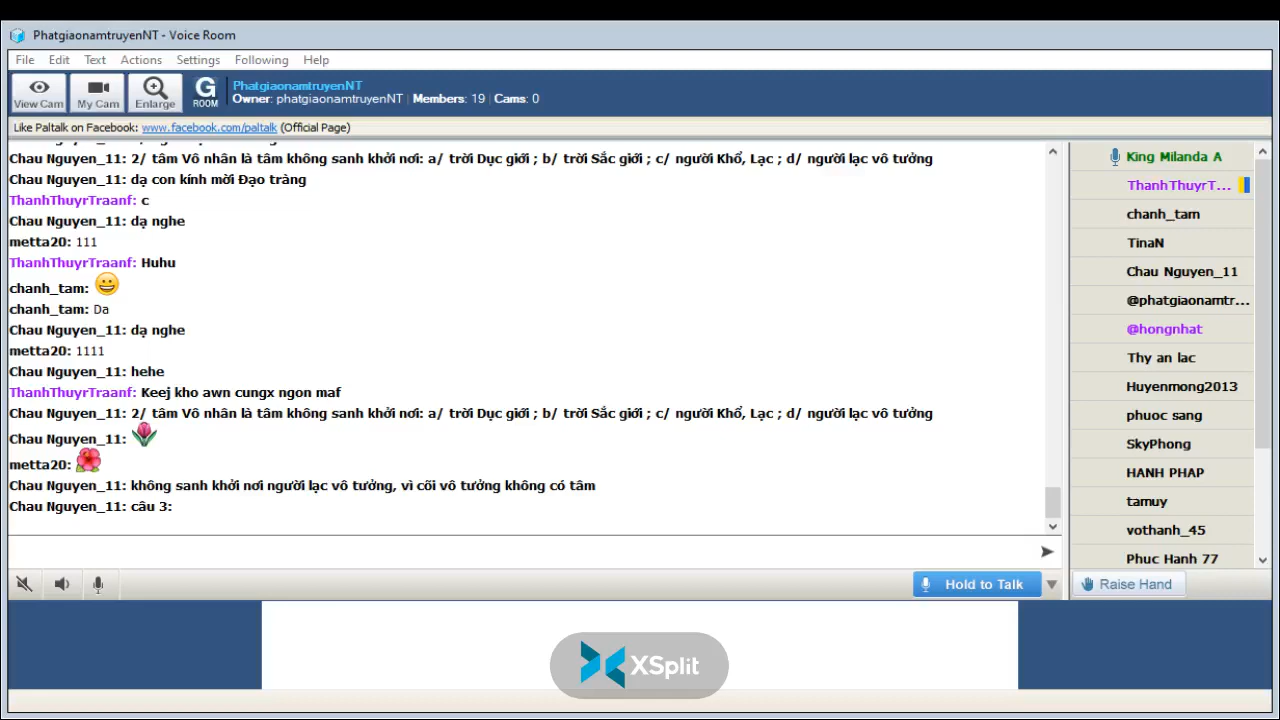 PhatgiaonamtruyenNT - Voice Room
File Edit Text Actions Settings Following Help
View Cam My Cam Enlarge G ROOM
PhatgiaonamtruyenNT
Owner: phatgiaonamtruyenNT | Members: 19 | Cams: 0
Like Paltalk on Facebook: www.facebook.com/paltalk (Official Page)
Chau Nguyen_11: 2/ tâm Vô nhân là tâm không sanh khởi nơi: a/ trời Dục giới ; b/ trời Sắc giới ; c/ người Khổ, Lạc ; d/ người lạc vô tưởng
Chau Nguyen_11: dạ con kính mời Đạo tràng
ThanhThuyrTraanf: c
Chau Nguyen_11: dạ nghe
metta20: 111
ThanhThuyrTraanf: Huhu
chanh_tam: 😀
chanh_tam: Da
Chau Nguyen_11: dạ nghe
metta20: 1111
Chau Nguyen_11: hehe
ThanhThuyrTraanf: Keej kho awn cungx ngon maf
Chau Nguyen_11: 2/ tâm Vô nhân là tâm không sanh khởi nơi: a/ trời Dục giới ; b/ trời Sắc giới ; c/ người Khổ, Lạc ; d/ người lạc vô tưởng
Chau Nguyen_11: 🌷
metta20: 🌺
Chau Nguyen_11: không sanh khởi nơi người lạc vô tưởng, vì cõi vô tưởng không có tâm
Chau Nguyen_11: câu 3:
King Milanda A
ThanhThuyrT...
chanh_tam
TinaN
Chau Nguyen_11
@phatgiaonamtr...
@hongnhat
Thy an lac
Huyenmong2013
phuoc sang
SkyPhong
HANH PHAP
tamuy
vothanh_45
Phuc Hanh 77
Hold to Talk
Raise Hand
XSplit